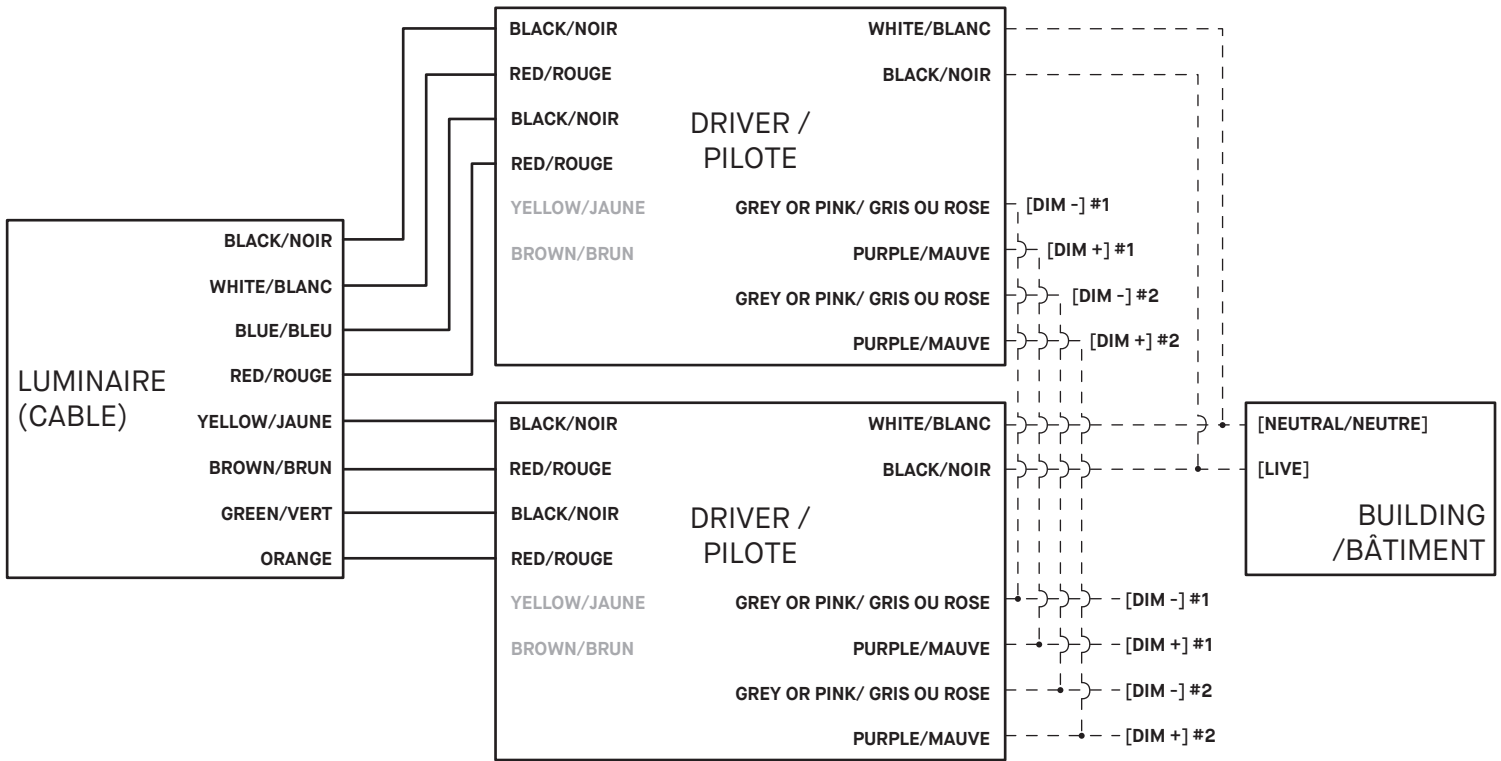 BLACK/NOIR
RED/ROUGE
BLACK/NOIR
RED/ROUGE
YELLOW/JAUNE
BROWN/BRUN
DRIVER /
PILOTE
WHITE/BLANC
BLACK/NOIR
GREY OR PINK/ GRIS OU ROSE
PURPLE/MAUVE
GREY OR PINK/ GRIS OU ROSE
PURPLE/MAUVE
[DIM -] #1
[DIM +] #1
[DIM -] #2
[DIM +] #2
LUMINAIRE
(CABLE)
BLACK/NOIR
WHITE/BLANC
BLUE/BLEU
RED/ROUGE
YELLOW/JAUNE
BROWN/BRUN
GREEN/VERT
ORANGE
BLACK/NOIR
RED/ROUGE
BLACK/NOIR
RED/ROUGE
YELLOW/JAUNE
BROWN/BRUN
DRIVER /
PILOTE
WHITE/BLANC
BLACK/NOIR
GREY OR PINK/ GRIS OU ROSE
PURPLE/MAUVE
GREY OR PINK/ GRIS OU ROSE
PURPLE/MAUVE
[DIM -] #1
[DIM +] #1
[DIM -] #2
[DIM +] #2
[NEUTRAL/NEUTRE]
[LIVE]
BUILDING
/BÂTIMENT